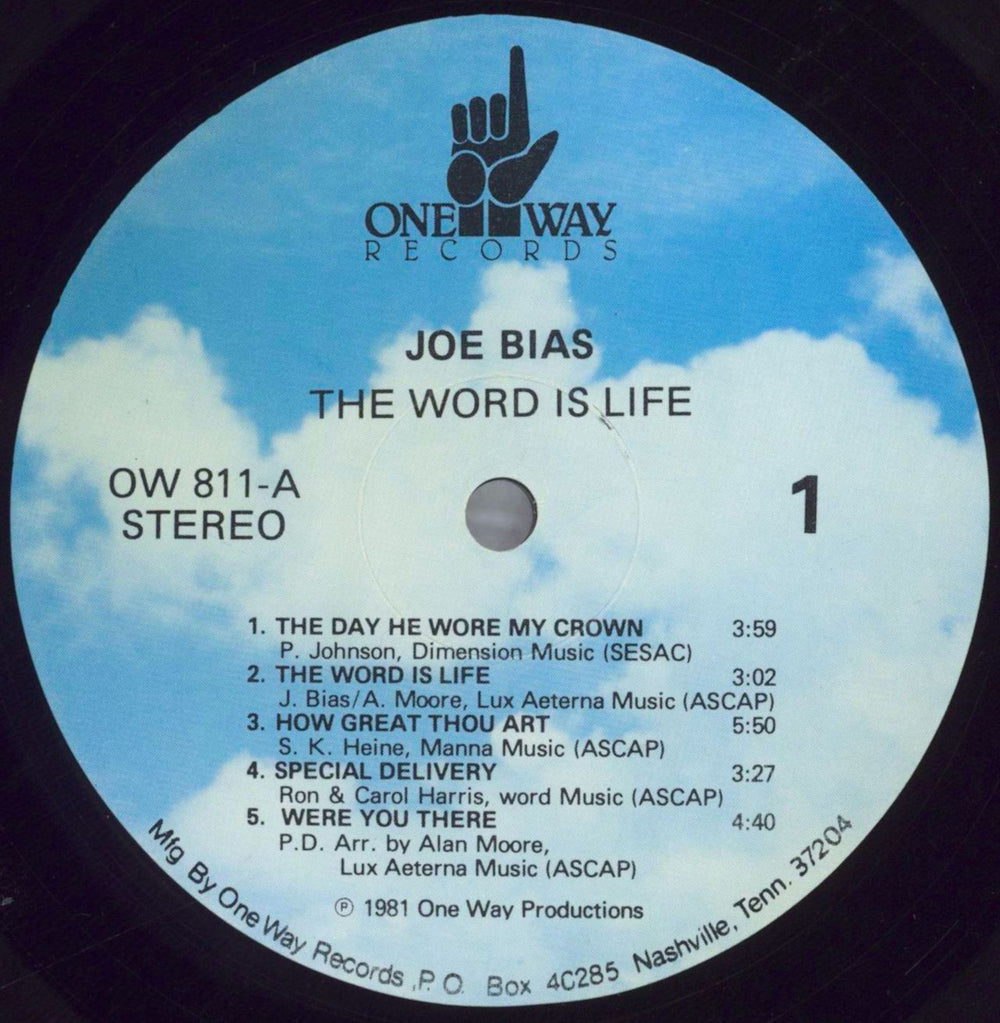 ONE WAY
RECORDS
JOE BIAS
THE WORD IS LIFE
OW 811-A
STEREO
1
1. THE DAY HE WORE MY CROWN 3:59
P. Johnson, Dimension Music (SESAC)
2. THE WORD IS LIFE 3:02
J. Bias/A. Moore, Lux Aeterna Music (ASCAP)
3. HOW GREAT THOU ART 5:50
S. K. Heine, Manna Music (ASCAP)
4. SPECIAL DELIVERY 3:27
Ron & Carol Harris, word Music (ASCAP)
5. WERE YOU THERE 4:40
P.D. Arr. by Alan Moore,
Lux Aeterna Music (ASCAP)
℗ 1981 One Way Productions
Mfg By One Way Records ,P.O. Box 4C285 Nashville, Tenn. 37204